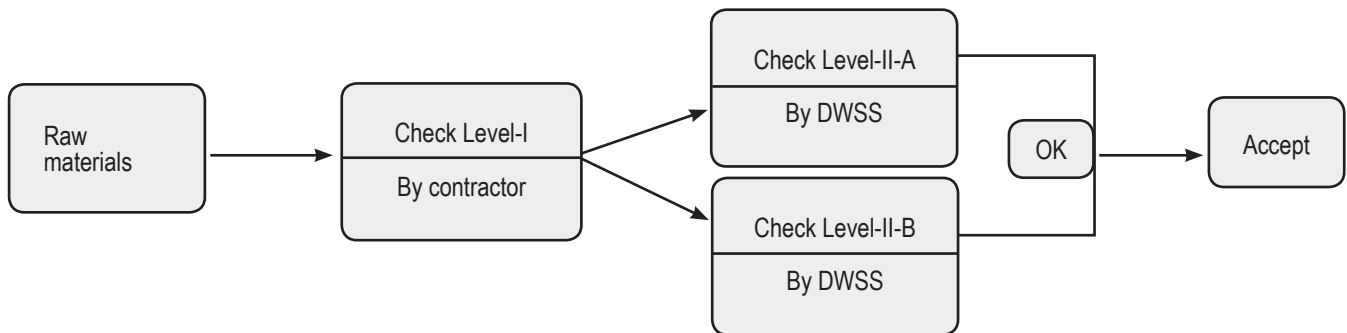 Raw
materials
Check Level-I
By contractor
Check Level-II-A
By DWSS
Check Level-II-B
By DWSS
OK
Accept